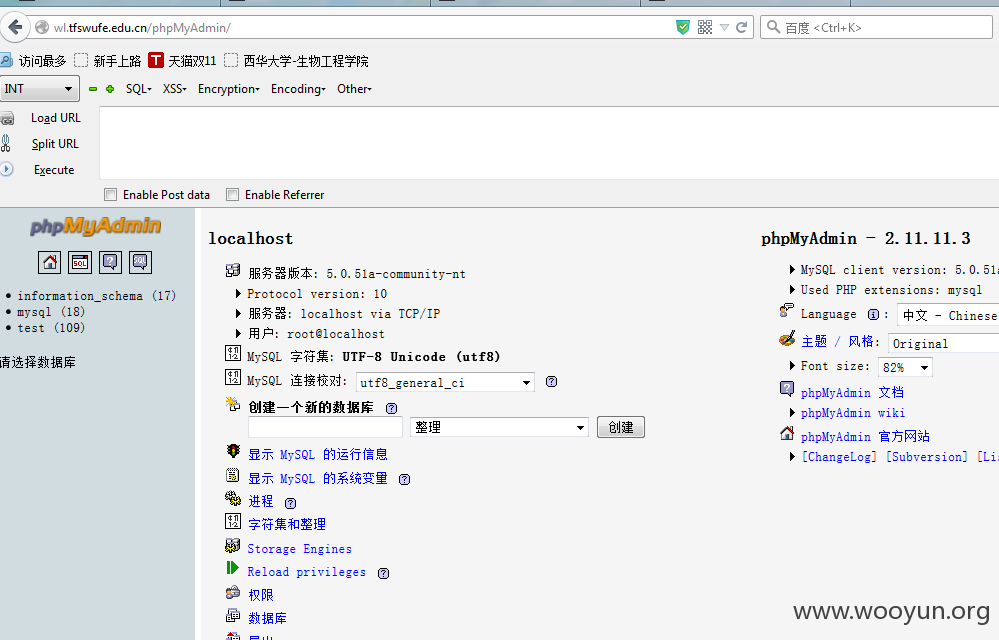 wl.tfswufe.edu.cn/phpMyAdmin/
百度 <Ctrl+K>
访问最多 新手上路 T 天猫双11 西华大学-生物工程学院
INT SQL XSS Encryption Encoding Other
Load URL
Split URL
Execute
Enable Post data Enable Referrer
phpMyAdmin
SQL
information_schema (17)
mysql (18)
test (109)
请选择数据库
localhost
服务器版本: 5.0.51a-community-nt
Protocol version: 10
服务器: localhost via TCP/IP
用户: root@localhost
MySQL 字符集: UTF-8 Unicode (utf8)
MySQL 连接校对: utf8_general_ci
创建一个新的数据库
整理 创建
显示 MySQL 的运行信息
显示 MySQL 的系统变量
进程
字符集和整理
Storage Engines
Reload privileges
权限
数据库
phpMyAdmin - 2.11.11.3
MySQL client version: 5.0.51a
Used PHP extensions: mysql
Language : 中文 - Chinese
主题 / 风格: Original
Font size: 82%
phpMyAdmin 文档
phpMyAdmin wiki
phpMyAdmin 官方网站
[ChangeLog] [Subversion] [Lis
www.wooyun.org